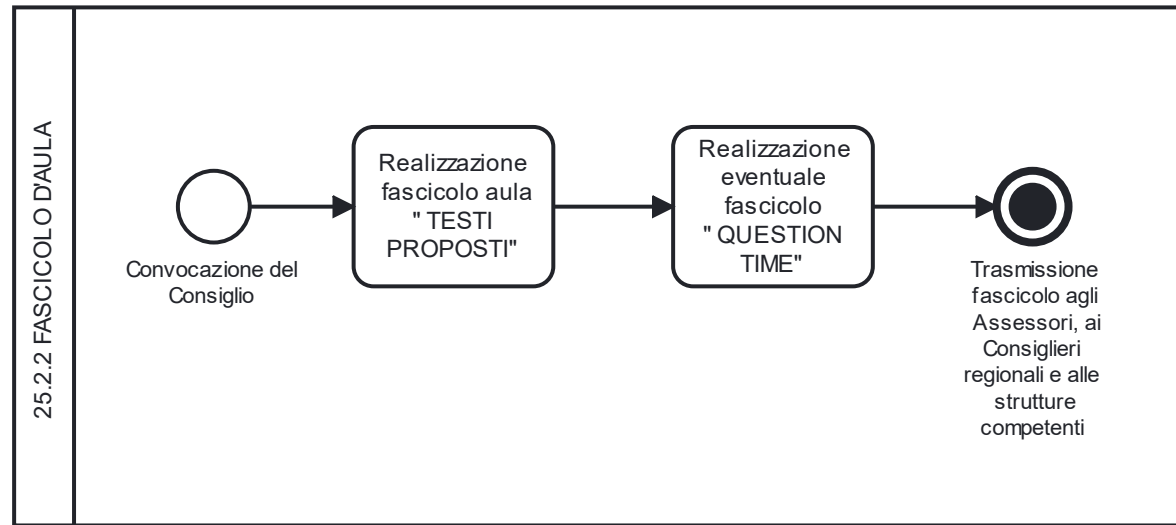 25.2.2 FASCICOLO D'AULA
Convocazione del
Consiglio
Realizzazione
fascicolo aula
" TESTI
PROPOSTI"
Realizzazione
eventuale
fascicolo
" QUESTION
TIME"
Trasmissione
fascicolo agli
Assessori, ai
Consiglieri
regionali e alle
strutture
competenti